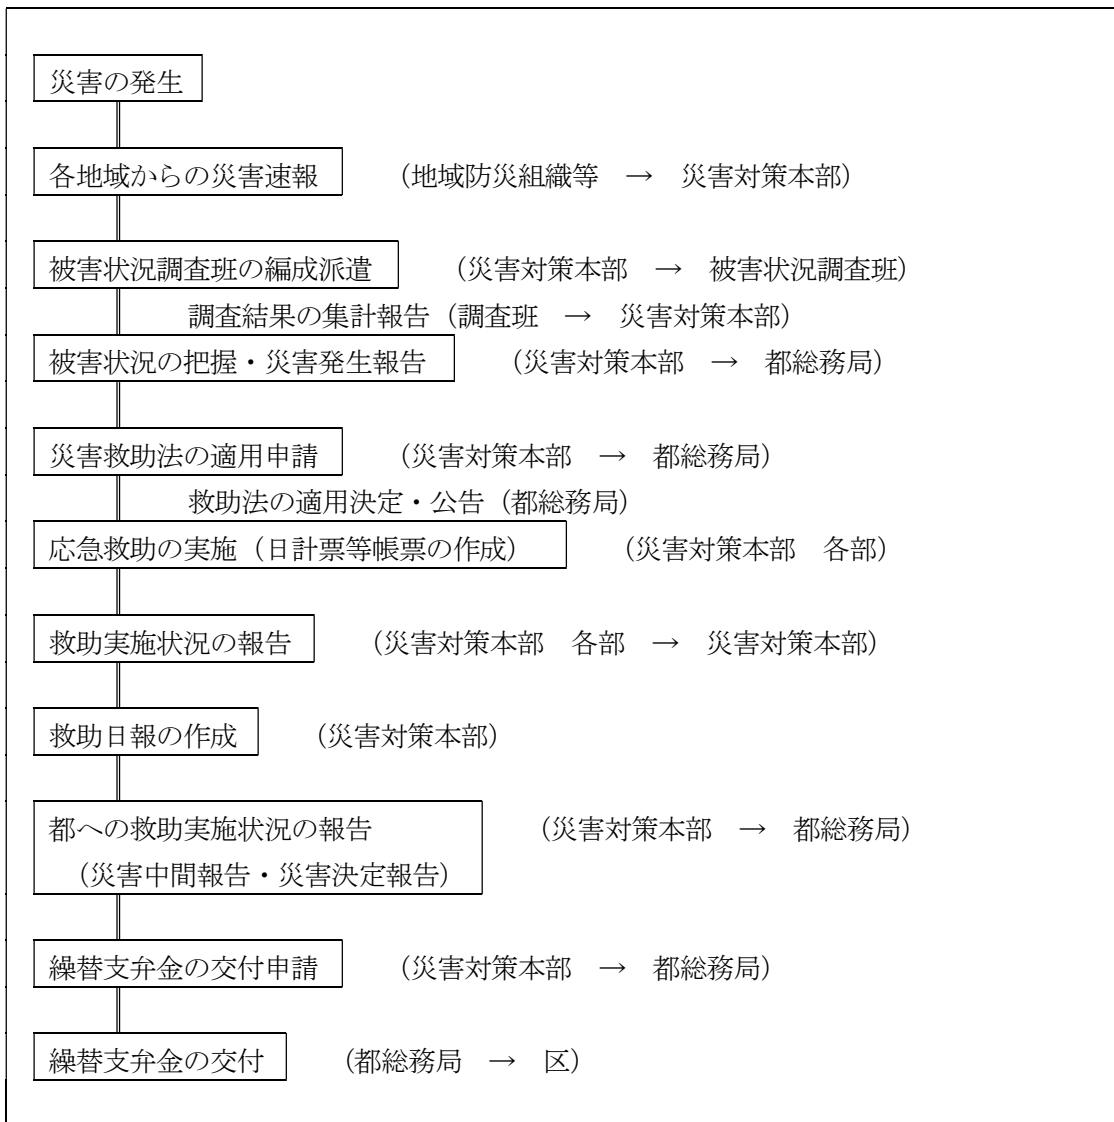 災害の発生
各地域からの災害速報　（地域防災組織等　→　災害対策本部）
被害状況調査班の編成派遣　（災害対策本部　→　被害状況調査班）
調査結果の集計報告（調査班　→　災害対策本部）
被害状況の把握・災害発生報告　（災害対策本部　→　都総務局）
災害救助法の適用申請　（災害対策本部　→　都総務局）
救助法の適用決定・公告（都総務局）
応急救助の実施（日計票等帳票の作成）　（災害対策本部　各部）
救助実施状況の報告　（災害対策本部　各部　→　災害対策本部）
救助日報の作成　（災害対策本部）
都への救助実施状況の報告　（災害対策本部　→　都総務局）
（災害中間報告・災害決定報告）
繰替支弁金の交付申請　（災害対策本部　→　都総務局）
繰替支弁金の交付　（都総務局　→　区）